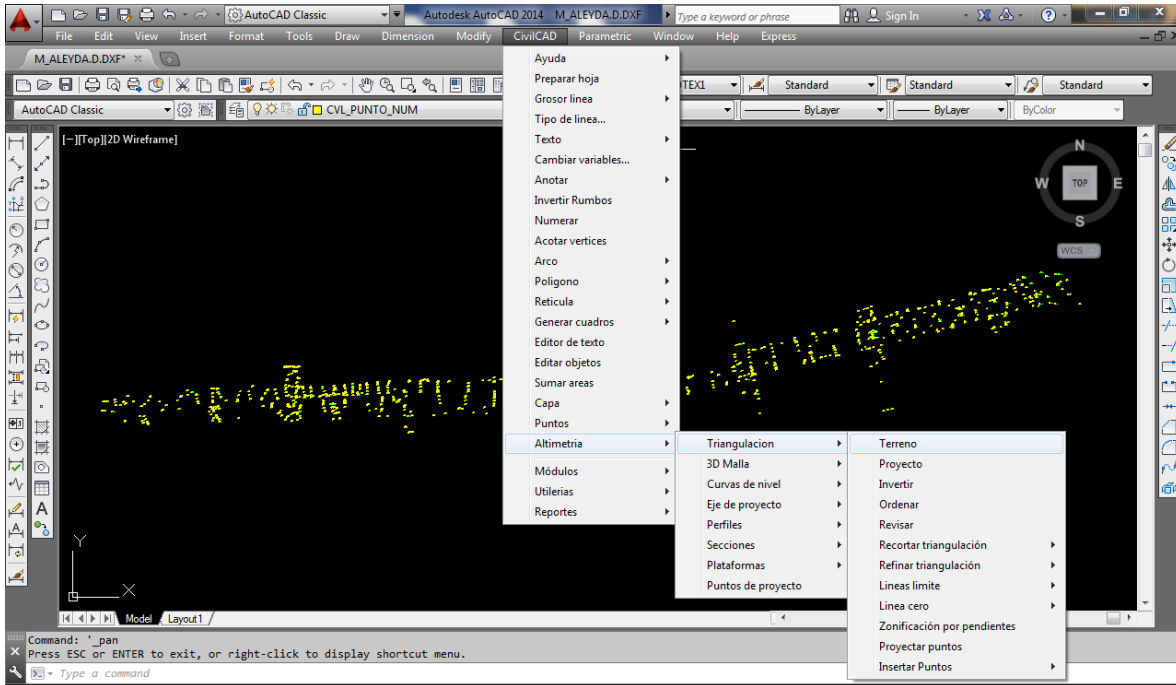 AutoCAD Classic
Autodesk AutoCAD 2014 M_ALEYDA.D.DXF
Type a keyword or phrase
Sign In
File Edit View Insert Format Tools Draw Dimension Modify CivilCAD Parametric Window Help Express
M_ALEYDA.D.DXF*
TEX1 Standard Standard Standard
AutoCAD Classic CVL_PUNTO_NUM ByLayer ByLayer ByColor
[−][Top][2D Wireframe]
N
W TOP E
S
WCS
Ayuda
Preparar hoja
Grosor linea
Tipo de linea...
Texto
Cambiar variables...
Anotar
Invertir Rumbos
Numerar
Acotar vertices
Arco
Poligono
Reticula
Generar cuadros
Editor de texto
Editar objetos
Sumar areas
Capa
Puntos
Altimetria
Módulos
Utilerias
Reportes
Triangulacion
3D Malla
Curvas de nivel
Eje de proyecto
Perfiles
Secciones
Plataformas
Puntos de proyecto
Terreno
Proyecto
Invertir
Ordenar
Revisar
Recortar triangulación
Refinar triangulación
Lineas limite
Linea cero
Zonificación por pendientes
Proyectar puntos
Insertar Puntos
Y
X
Model Layout1
Command: '_pan
Press ESC or ENTER to exit, or right-click to display shortcut menu.
Type a command